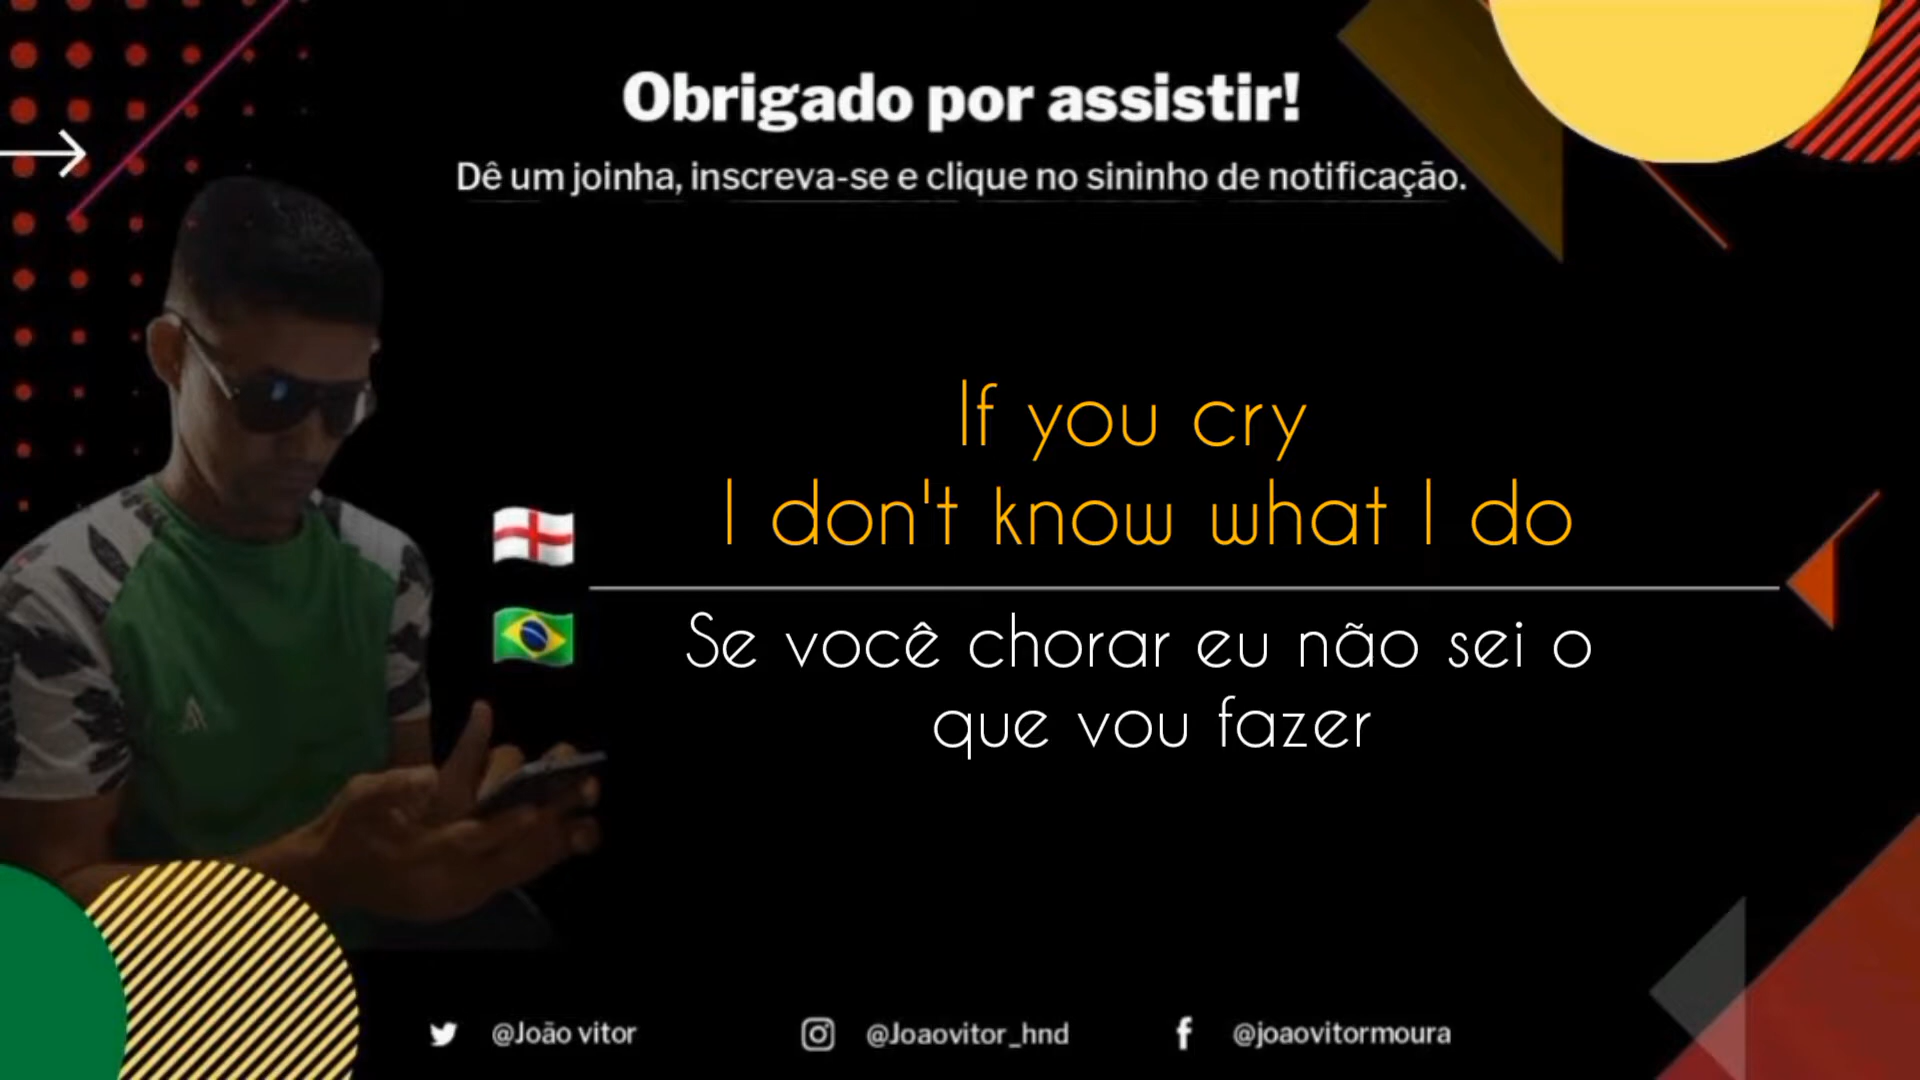 Obrigado por assistir!
Dê um joinha, inscreva-se e clique no sininho de notificação.
If you cry
I don't know what I do
Se você chorar eu não sei o
que vou fazer
@João vitor
@Joaovitor_hnd
@joaovitormoura